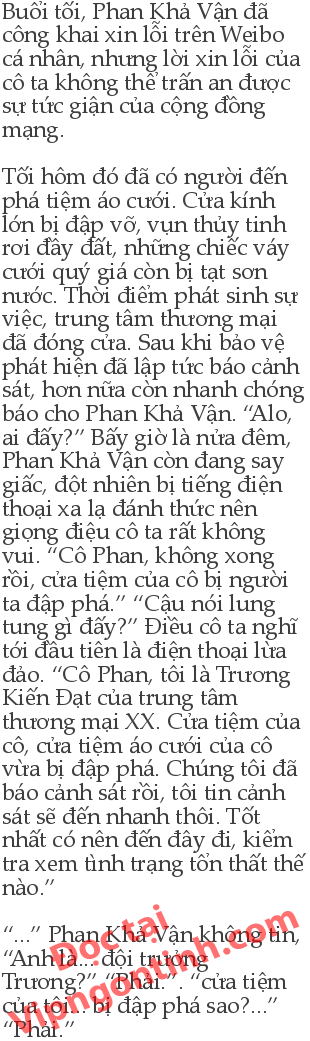 Buổi tối, Phan Khả Vận đã
công khai xin lỗi trên Weibo
cá nhân, nhưng lời xin lỗi của
cô ta không thể trấn an được
sự tức giận của cộng đồng
mạng.
Tối hôm đó đã có người đến
phá tiệm áo cưới. Cửa kính
lớn bị đập vỡ, vụn thủy tinh
rơi đầy đất, những chiếc váy
cưới quý giá còn bị tạt sơn
nước. Thời điểm phát sinh sự
việc, trung tâm thương mại
đã đóng cửa. Sau khi bảo vệ
phát hiện đã lập tức báo cảnh
sát, hơn nữa còn nhanh chóng
báo cho Phan Khả Vận. “Alo,
ai đấy?” Bấy giờ là nửa đêm,
Phan Khả Vận còn đang say
giấc, đột nhiên bị tiếng điện
thoại xa lạ đánh thức nên
giọng điệu cô ta rất không
vui. “Cô Phan, không xong
rồi, cửa tiệm của cô bị người
ta đập phá.” “Cậu nói lung
tung gì đấy?” Điều cô ta nghĩ
tới đầu tiên là điện thoại lừa
đảo. “Cô Phan, tôi là Trương
Kiến Đạt của trung tâm
thương mại XX. Cửa tiệm của
cô, cửa tiệm áo cưới của cô
vừa bị đập phá. Chúng tôi đã
báo cảnh sát rồi, tôi tin cảnh
sát sẽ đến nhanh thôi. Tốt
nhất có nên đến đây đi, kiểm
tra xem tình trạng tổn thất thế
nào.”
“...” Phan Khả Vận không tin,
“Anh là... đội trưởng
Trương?” “Phải.”. “cửa tiệm
của tôi... bị đập phá sao?...”
“Phải.”
Doc tai
Vipngontinh.com